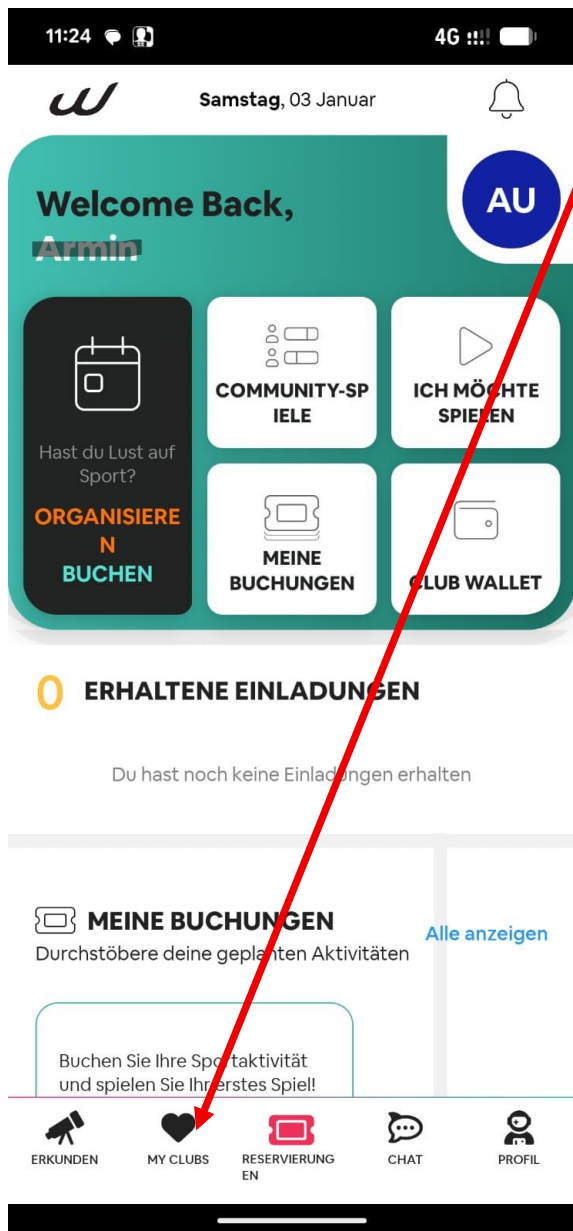 11:24
4G
Samstag, 03 Januar
Welcome Back,
AU
Armin
COMMUNITY-SP
IELE
ICH MÖCHTE
SPIELEN
Hast du Lust auf
Sport?
ORGANISIERE
N
BUCHEN
MEINE
BUCHUNGEN
CLUB WALLET
0 ERHALTENE EINLADUNGEN
Du hast noch keine Einladungen erhalten
MEINE BUCHUNGEN
Alle anzeigen
Durchstöbere deine geplanten Aktivitäten
Buchen Sie Ihre Sportaktivität
und spielen Sie Ihr erstes Spiel!
ERKUNDEN
MY CLUBS
RESERVIERUNG
EN
CHAT
PROFIL